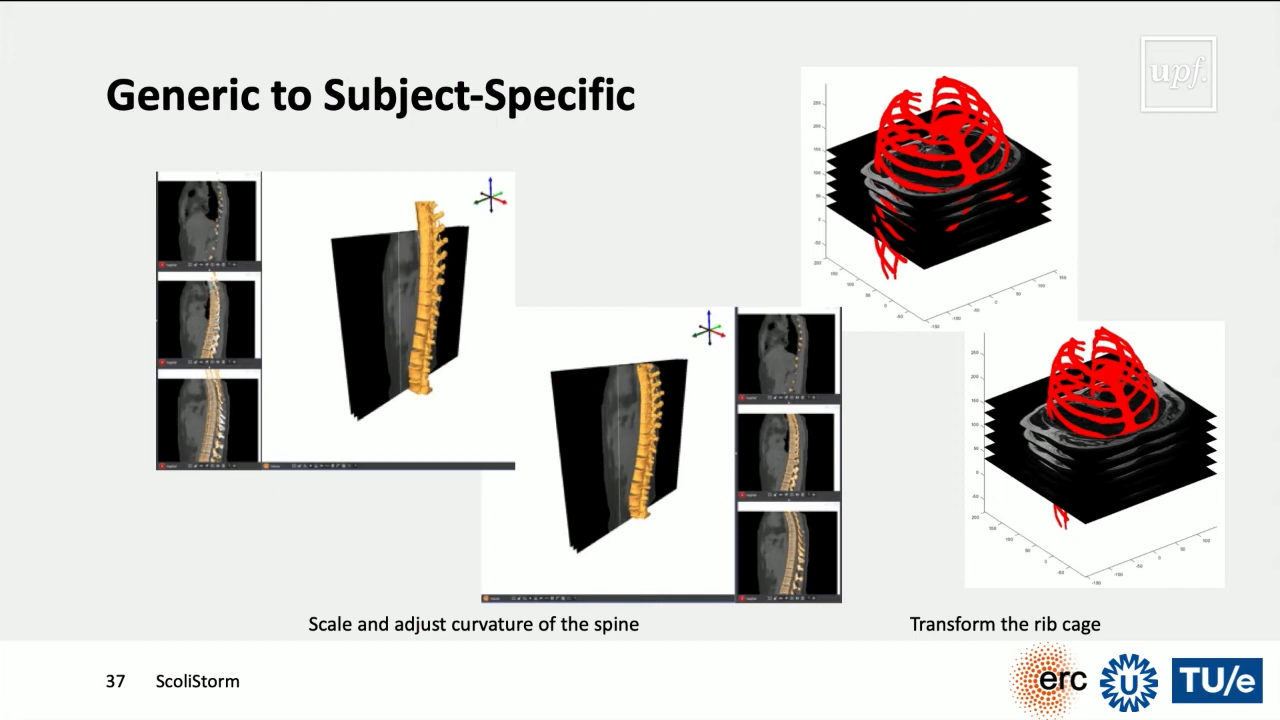 Generic to Subject-Specific
upf.
Scale and adjust curvature of the spine
Transform the rib cage
37 ScoliStorm
erc
U
TU/e